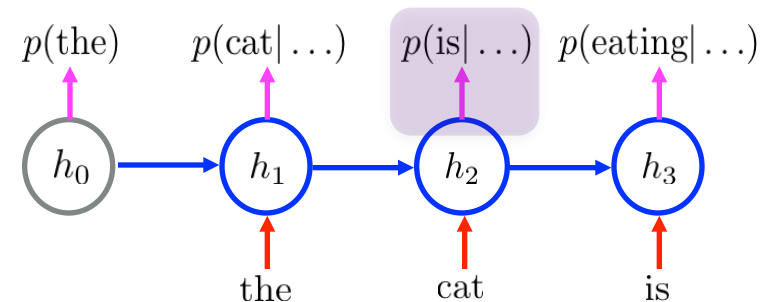 p(the) p(cat| ...) p(is| ...) p(eating| ...)
h₀ h₁ h₂ h₃
the cat is